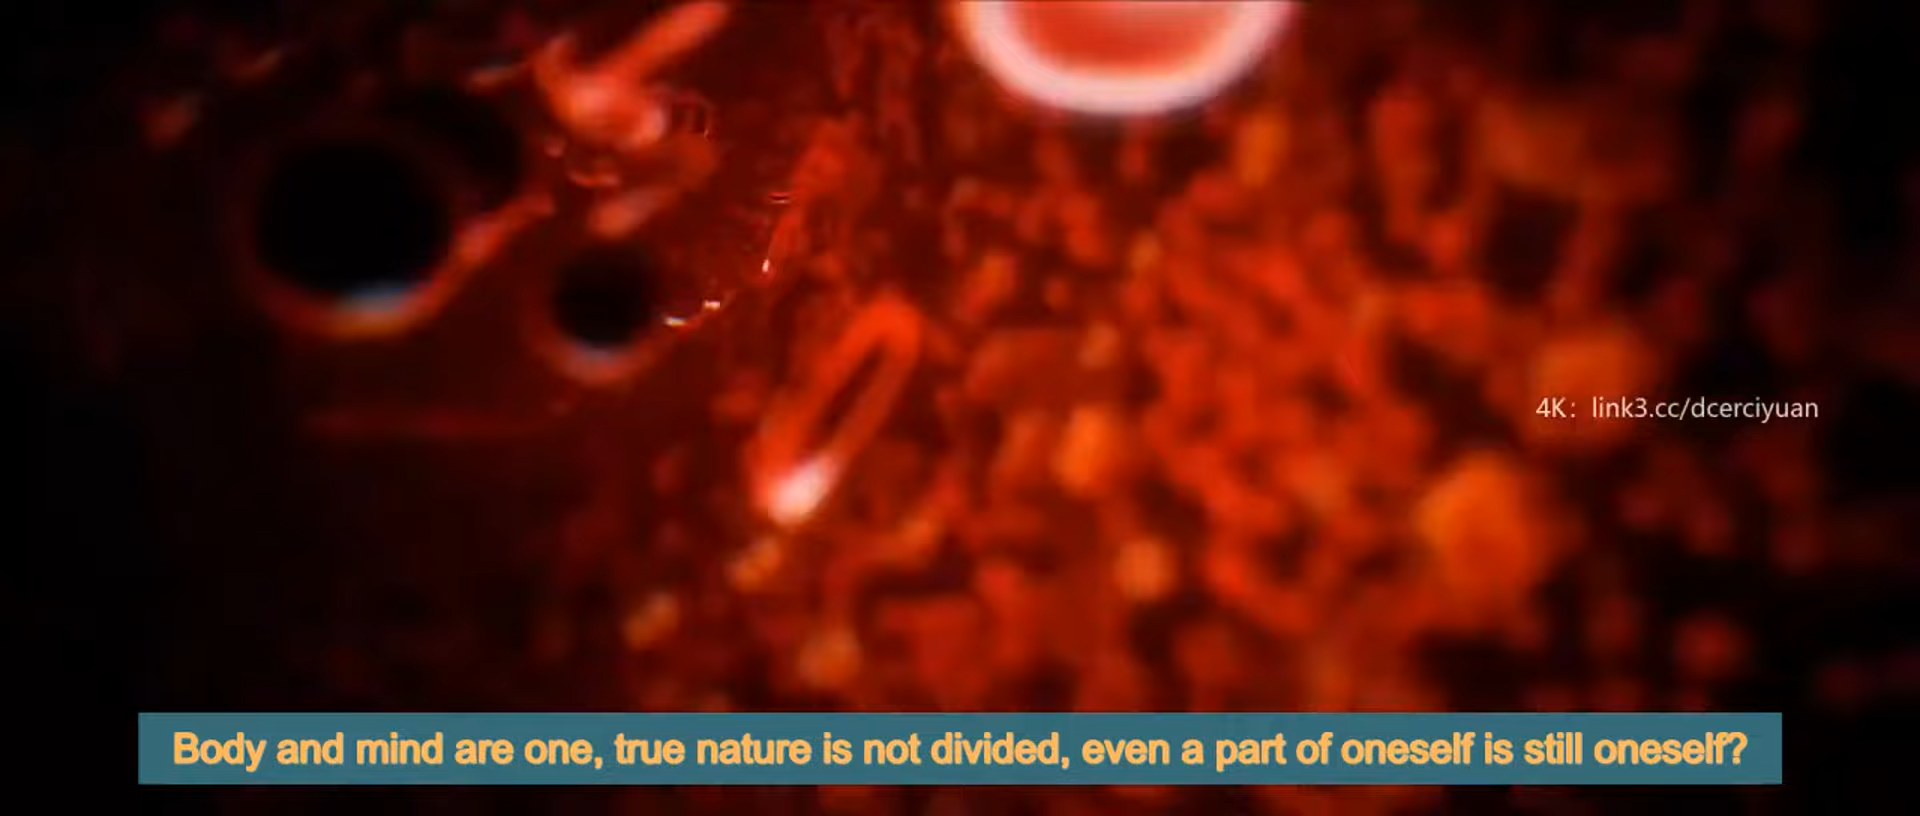 4K：link3.cc/dcerciyuan
Body and mind are one, true nature is not divided, even a part of oneself is still oneself?